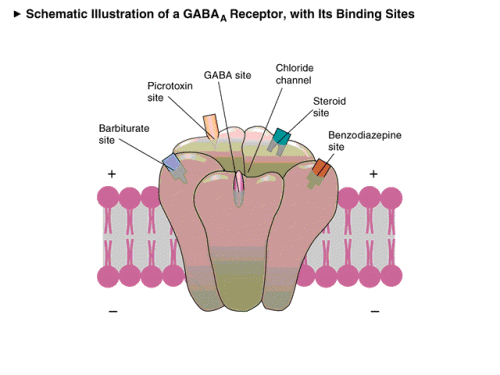 ► Schematic Illustration of a GABAA Receptor, with Its Binding Sites
Chloride
channel
GABA site
Picrotoxin
site
Steroid
site
Barbiturate
site
Benzodiazepine
site
+
+
–
–